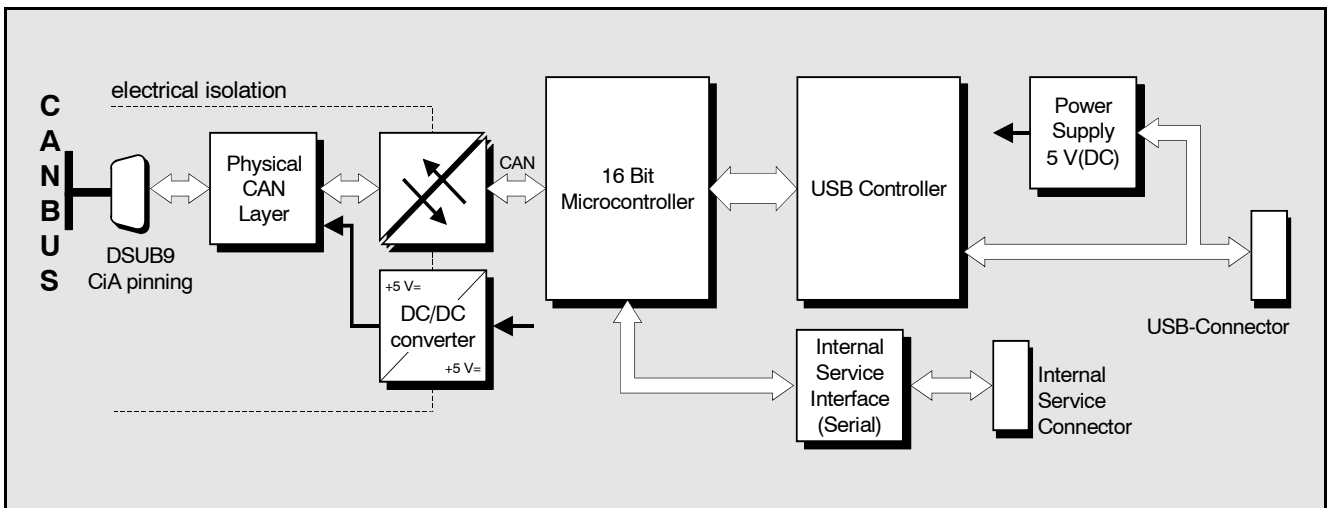 CANBUS
electrical isolation
DSUB9
CiA pinning
Physical
CAN
Layer
CAN
+5 V=
DC/DC
converter
+5 V=
16 Bit
Microcontroller
USB Controller
Power
Supply
5 V(DC)
USB-Connector
Internal
Service
Interface
(Serial)
Internal
Service
Connector